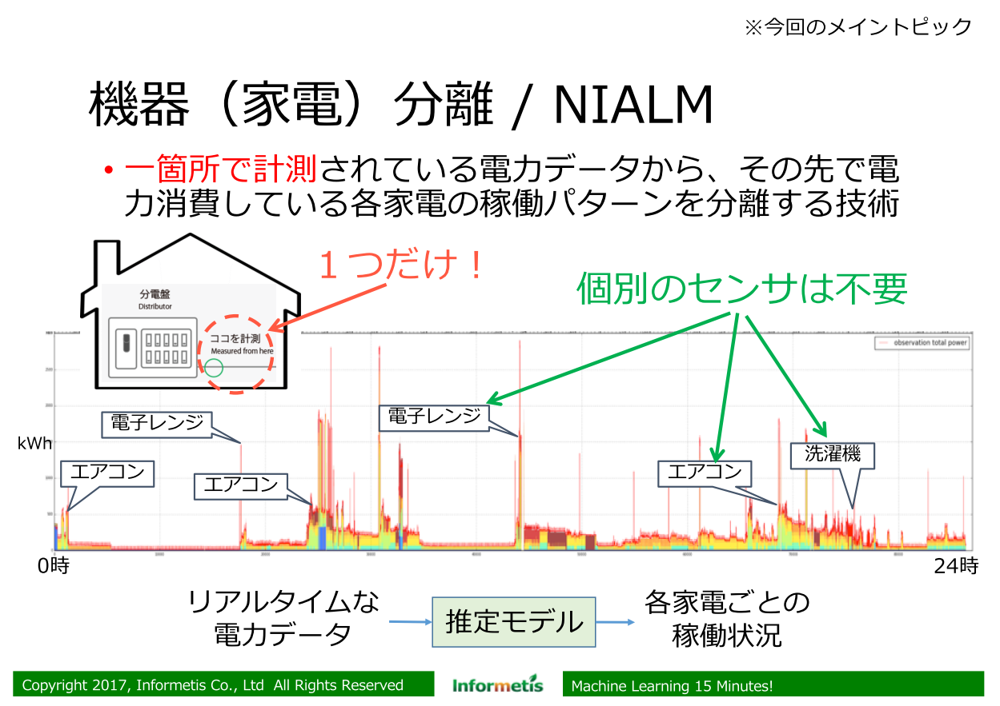 ※今回のメイントピック
機器（家電）分離 / NIALM
• 一箇所で計測されている電力データから、その先で電
力消費している各家電の稼働パターンを分離する技術
１つだけ！
個別のセンサは不要
分電盤
Distributor
ココを計測
Measured from here
observation total power
電子レンジ
電子レンジ
kWh
エアコン
エアコン
エアコン
洗濯機
0時
24時
リアルタイムな
電力データ
推定モデル
各家電ごとの
稼働状況
Copyright 2017, Informetis Co., Ltd All Rights Reserved
Informetis
Machine Learning 15 Minutes!